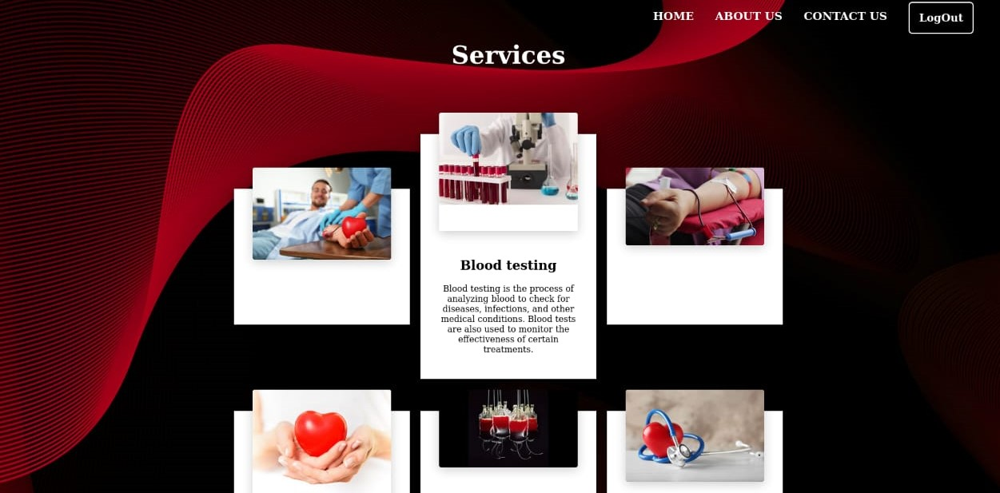 HOME ABOUT US CONTACT US LogOut
Services
Blood testing
Blood testing is the process of
analyzing blood to check for
diseases, infections, and other
medical conditions. Blood tests
are also used to monitor the
effectiveness of certain
treatments.